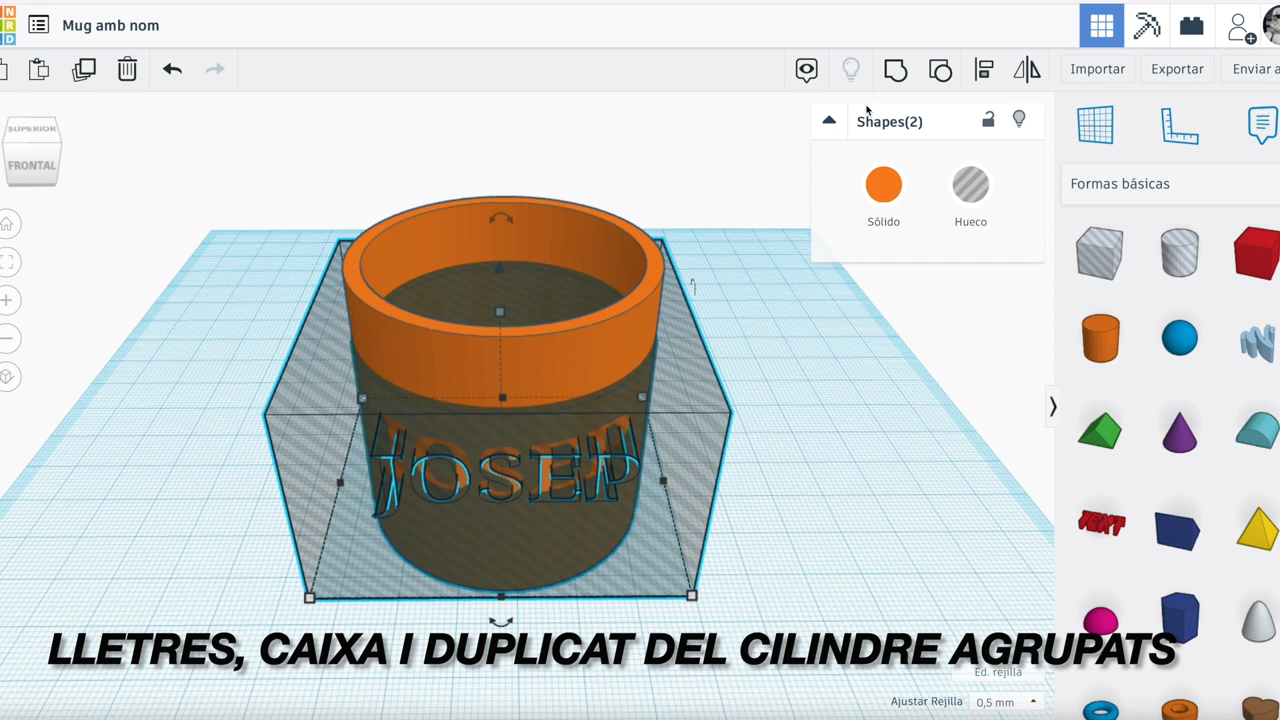 N
R
D
Mug amb nom
Importar
Exportar
Enviar a
SUPERIOR
FRONTAL
Shapes(2)
Sólido
Hueco
Formas básicas
JOSEP
TEXT
LLETRES, CAIXA I DUPLICAT DEL CILINDRE AGRUPATS
Ed. rejilla
Ajustar Rejilla
0,5 mm